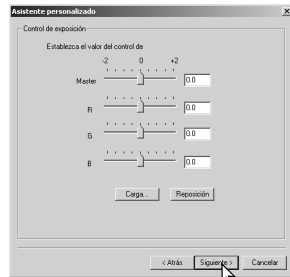 Asistente personalizado
Control de exposición
Establezca el valor del control de
-2 0 +2
Master 0.0
R 0.0
G 0.0
B 0.0
Carga... Reposición
< Atrás Siguiente > Cancelar